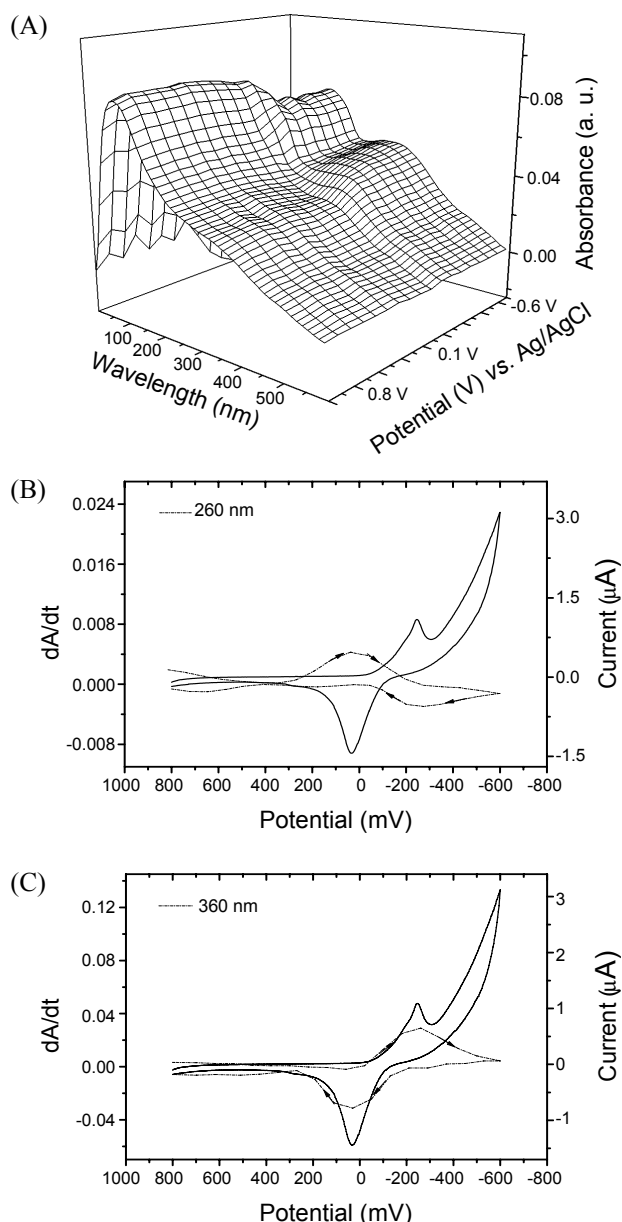 (A)
0.08
0.04
0.00
Absorbance (a. u.)
100
200
300
400
500
Wavelength (nm)
-0.6 V
0.1 V
0.8 V
Potential (V) vs. Ag/AgCl
(B)
260 nm
0.024
0.016
0.008
0.000
-0.008
dA/dt
3.0
1.5
0.0
-1.5
Current (μA)
1000 800 600 400 200 0 -200 -400 -600 -800
Potential (mV)
(C)
360 nm
0.12
0.08
0.04
0.00
-0.04
dA/dt
3
2
1
0
-1
Current (μA)
1000 800 600 400 200 0 -200 -400 -600 -800
Potential (mV)